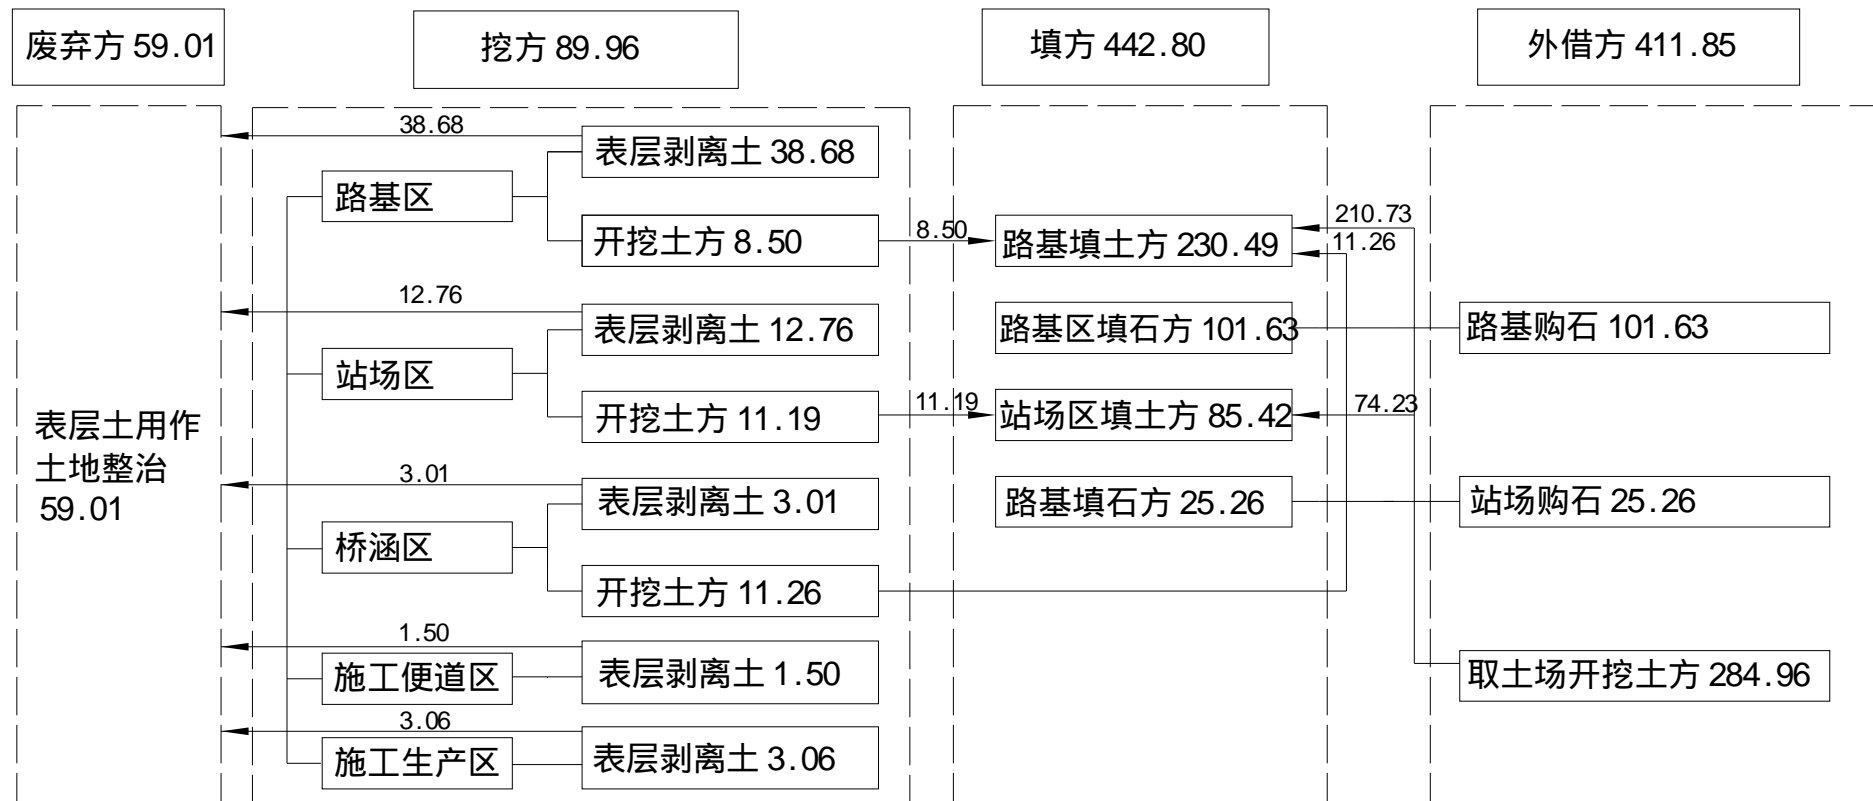 废弃方 59.01
挖方 89.96
填方 442.80
外借方 411.85
38.68
表层剥离土 38.68
路基区
开挖土方 8.50
8.50
路基填土方 230.49
210.73
11.26
12.76
表层剥离土 12.76
路基区填石方 101.63
路基购石 101.63
站场区
开挖土方 11.19
11.19
站场区填土方 85.42
74.23
表层土用作
土地整治
59.01
3.01
表层剥离土 3.01
路基填石方 25.26
站场购石 25.26
桥涵区
开挖土方 11.26
1.50
施工便道区
表层剥离土 1.50
取土场开挖土方 284.96
3.06
施工生产区
表层剥离土 3.06